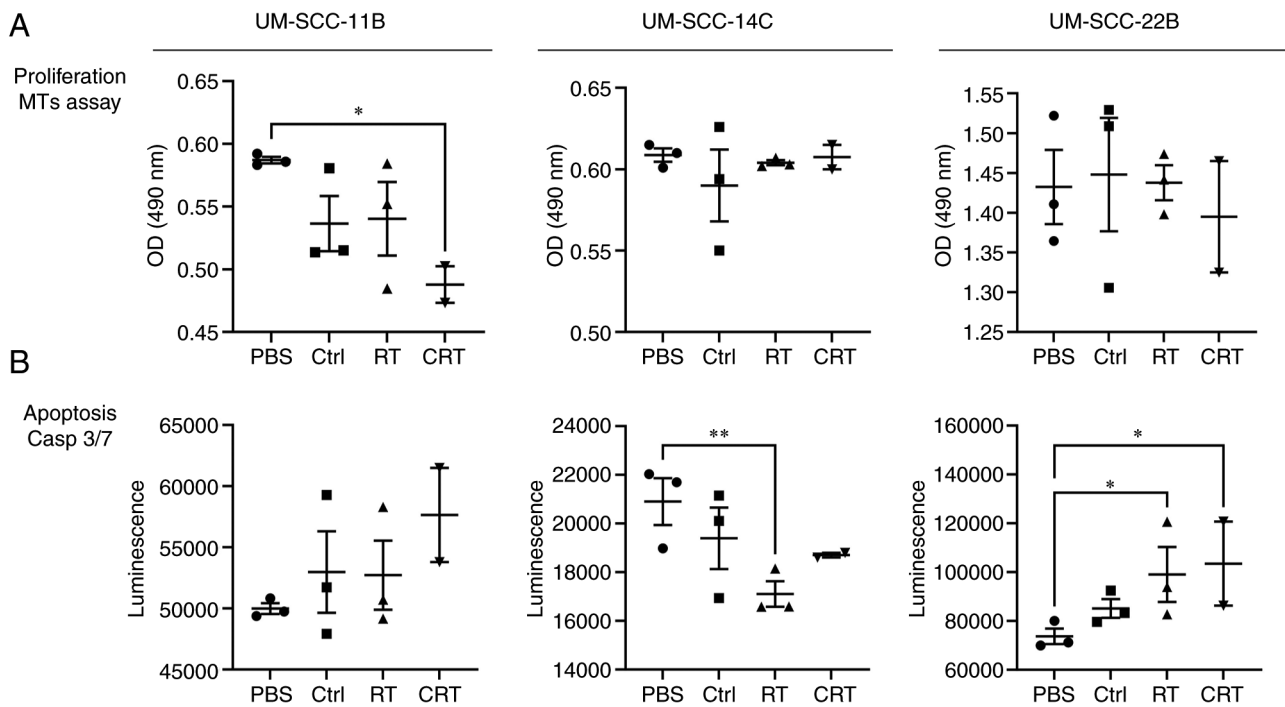 A
UM-SCC-11B
UM-SCC-14C
UM-SCC-22B
Proliferation
MTs assay
OD (490 nm)
0.65
0.60
0.55
0.50
0.45
*
PBS Ctrl RT CRT
OD (490 nm)
0.65
0.60
0.55
0.50
PBS Ctrl RT CRT
OD (490 nm)
1.55
1.50
1.45
1.40
1.35
1.30
1.25
PBS Ctrl RT CRT
B
Apoptosis
Casp 3/7
Luminescence
65000
60000
55000
50000
45000
PBS Ctrl RT CRT
Luminescence
24000
22000
20000
18000
16000
14000
**
PBS Ctrl RT CRT
Luminescence
160000
140000
120000
100000
80000
60000
*
*
PBS Ctrl RT CRT